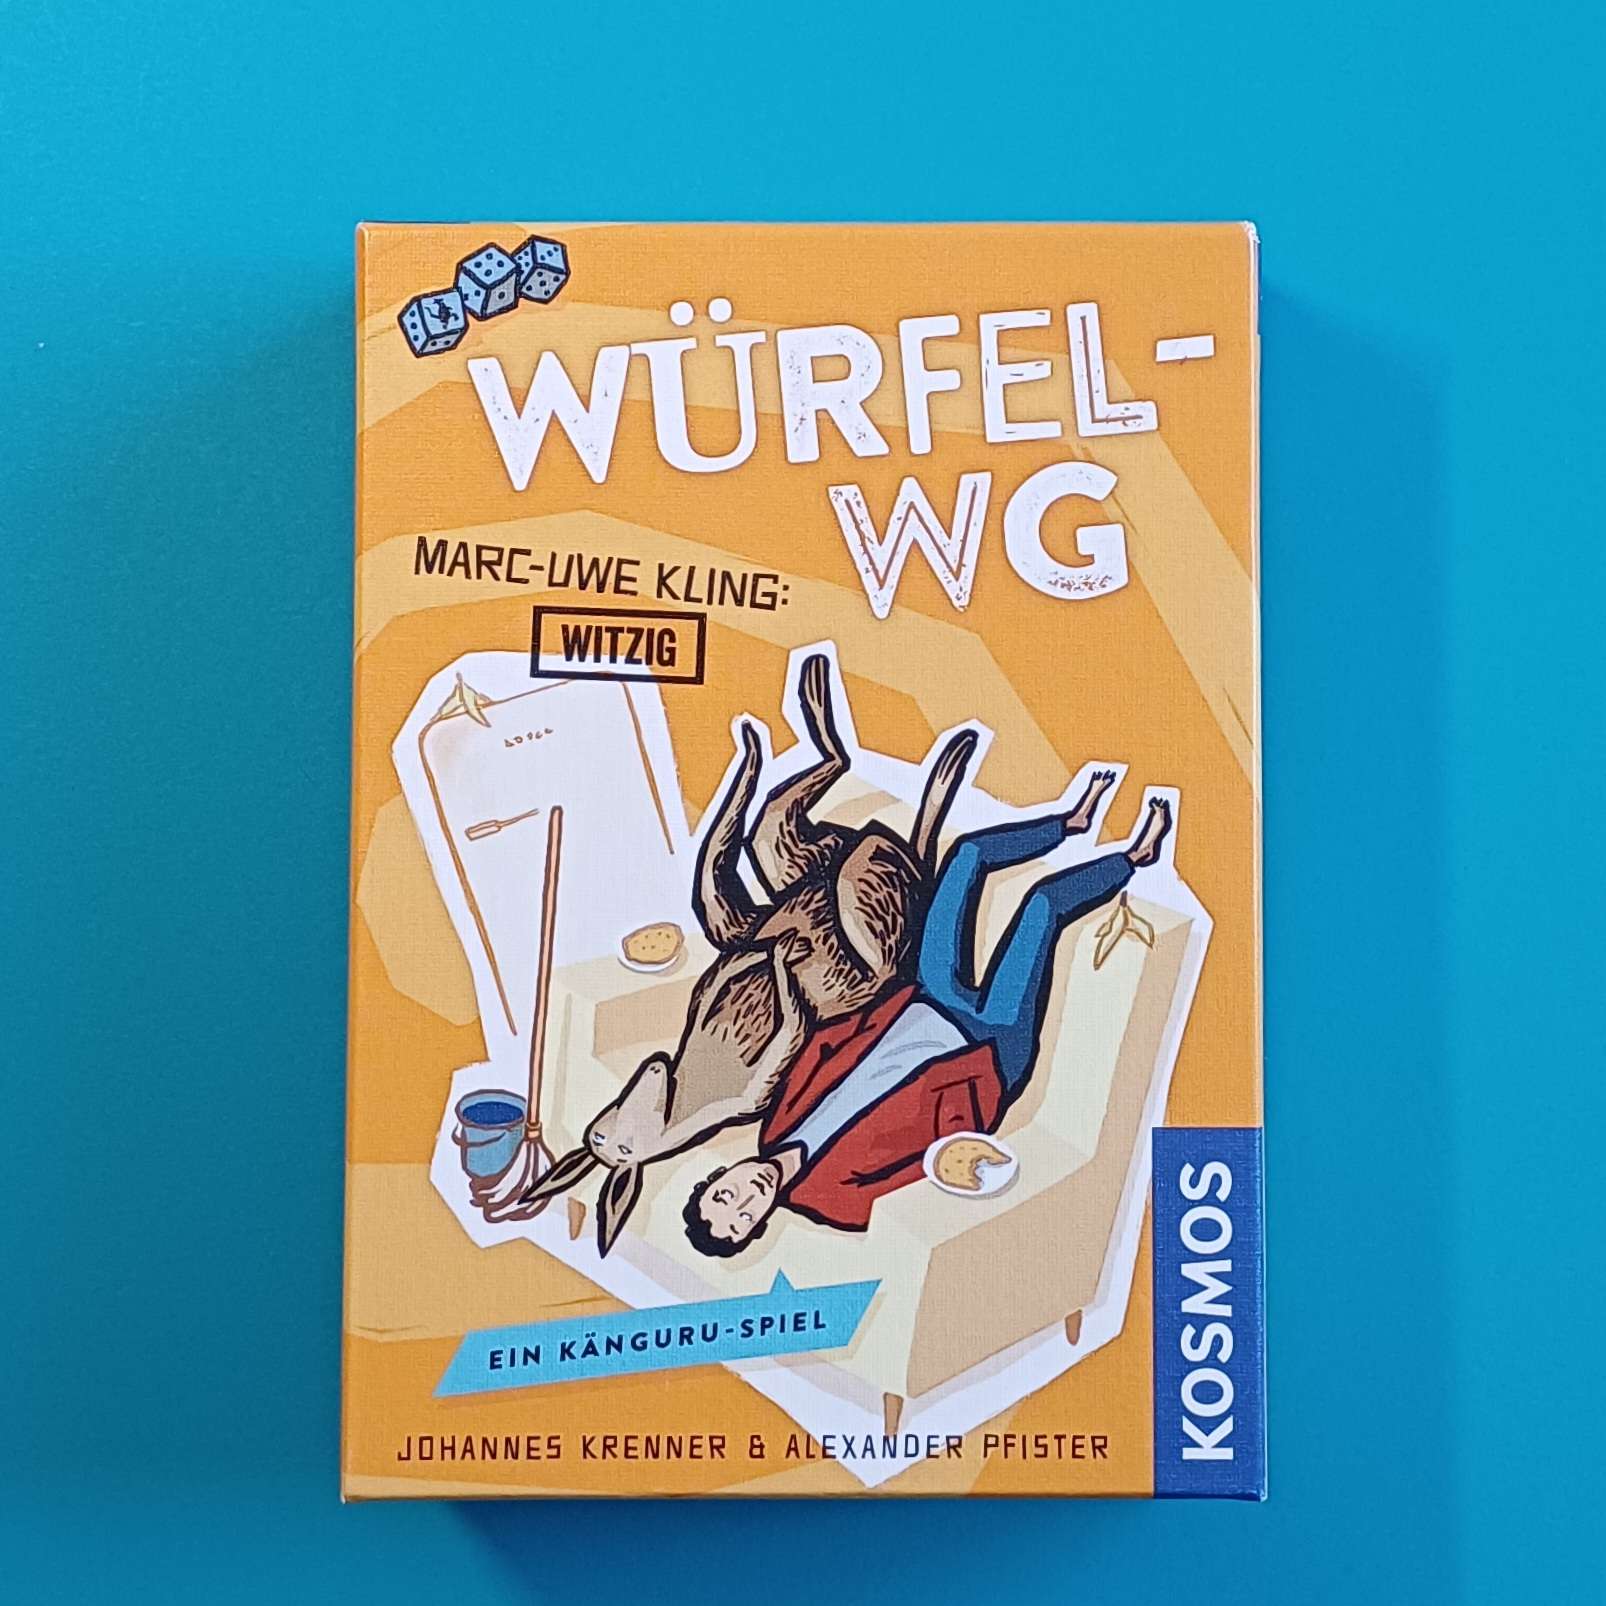 WÜRFEL-
WG
MARC-UWE KLING:
WITZIG
EIN KÄNGURU-SPIEL
JOHANNES KRENNER & ALEXANDER PFISTER
KOSMOS